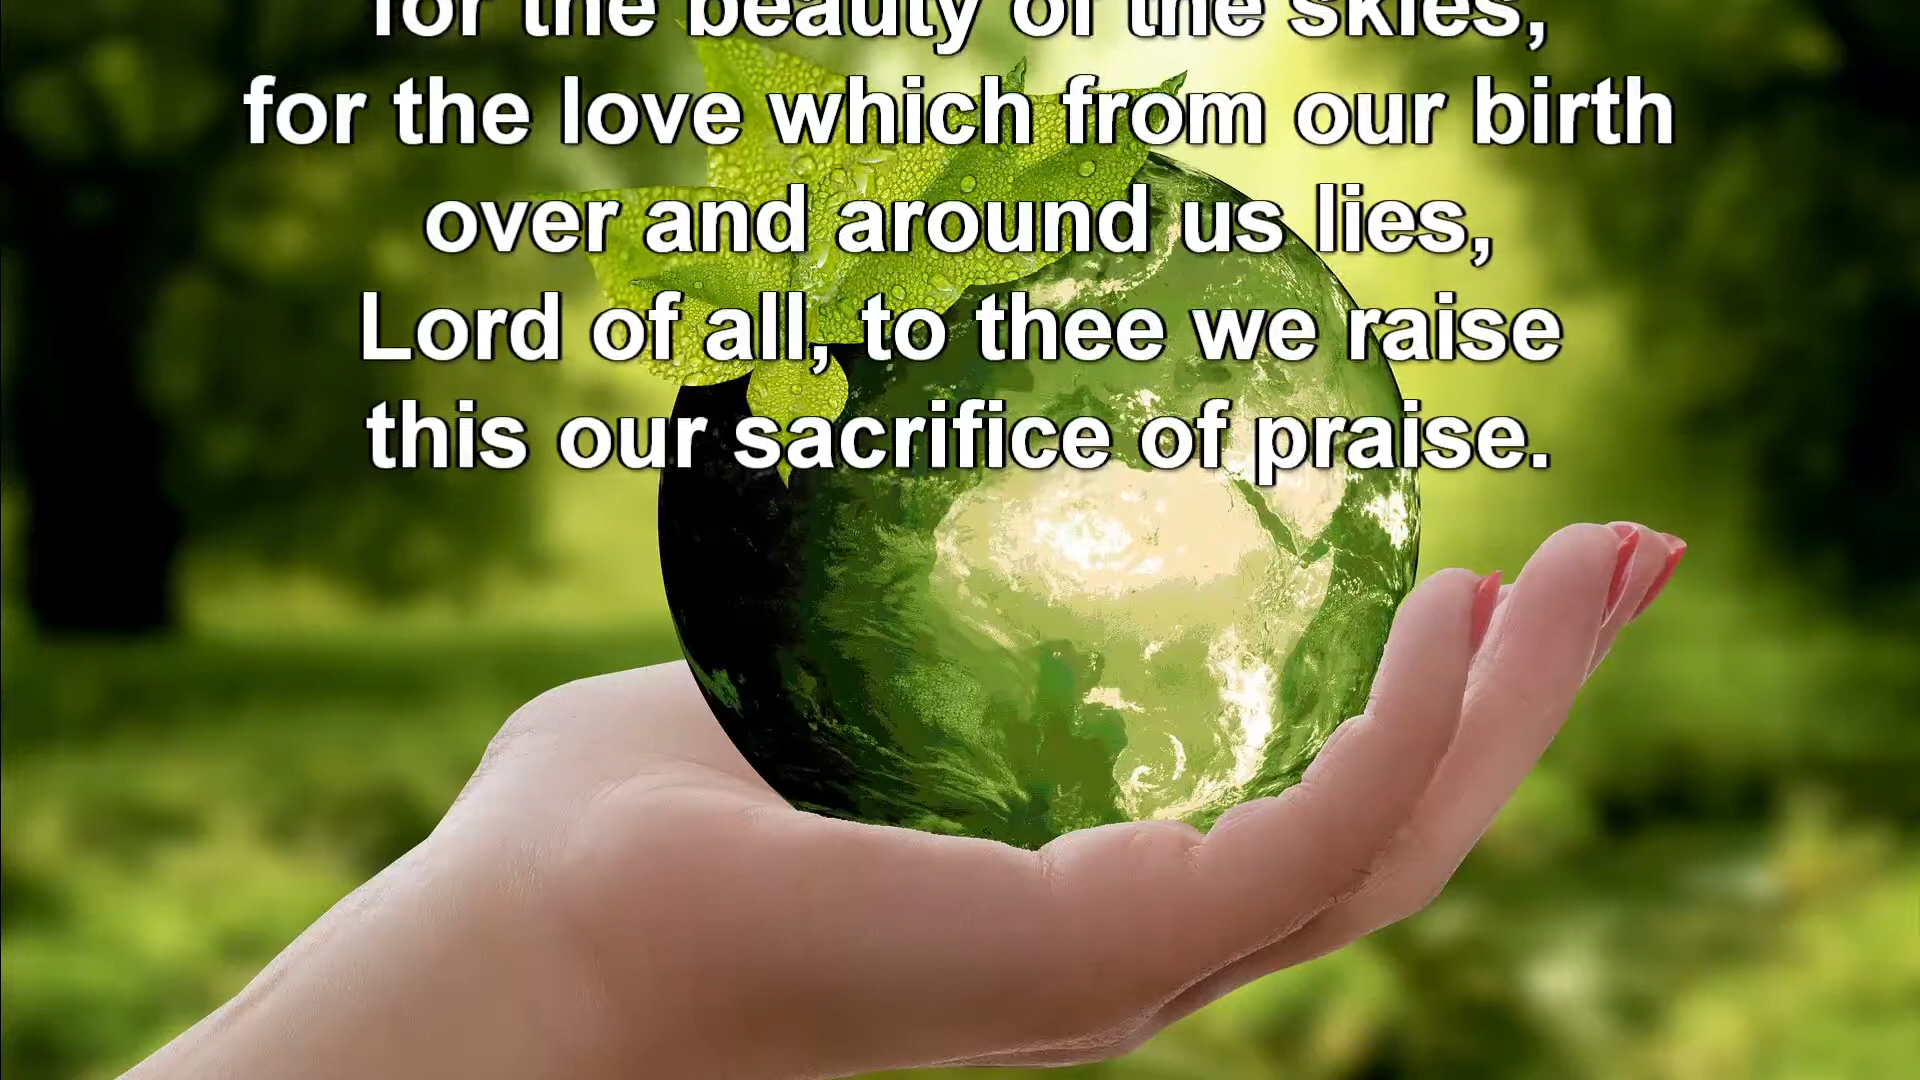 for the beauty of the skies,
for the love which from our birth
over and around us lies,
Lord of all, to thee we raise
this our sacrifice of praise.